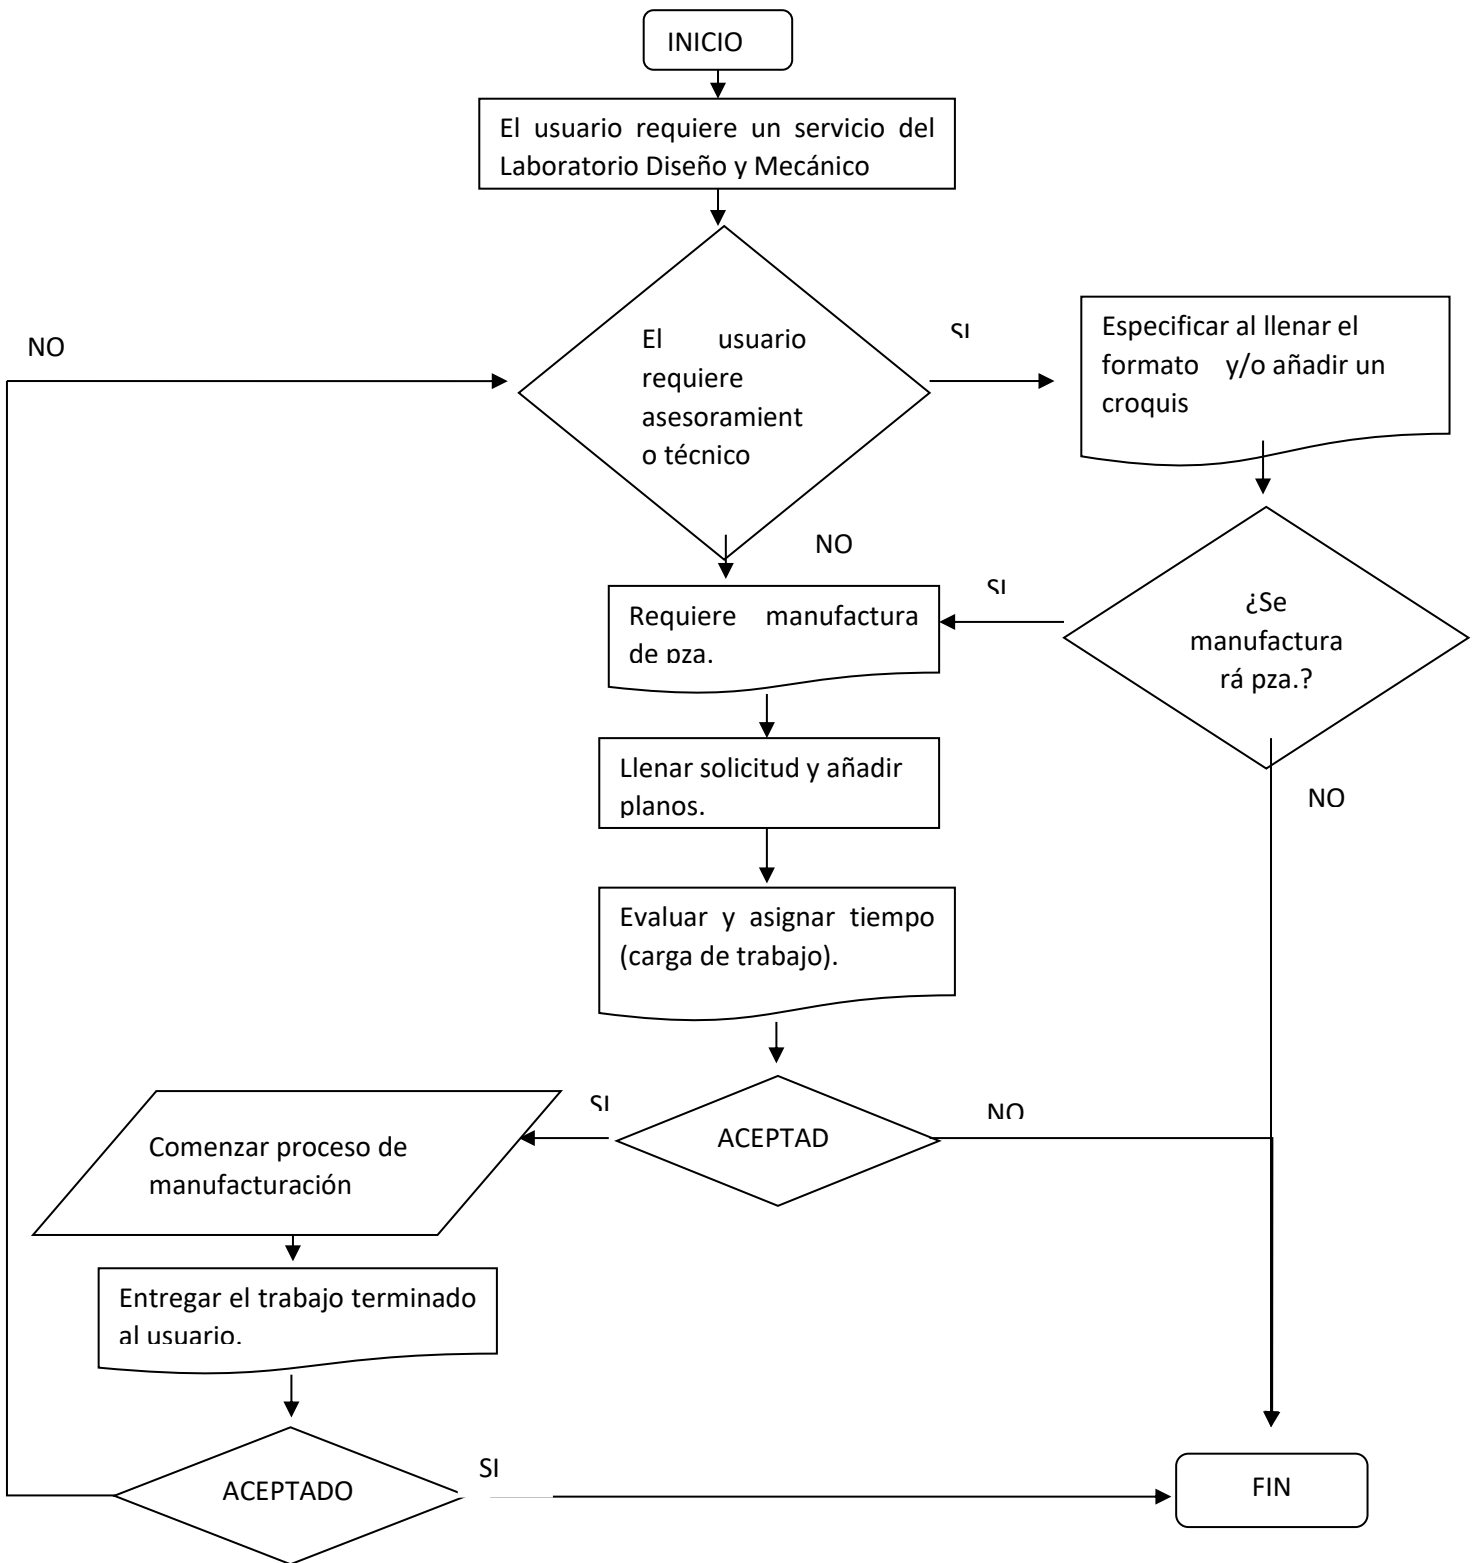 INICIO
El usuario requiere un servicio del
Laboratorio Diseño y Mecánico
NO
El usuario
requiere
asesoramient
o técnico
SI
Especificar al llenar el
formato y/o añadir un
croquis
NO
SI
Requiere manufactura
de pza.
¿Se
manufactura
rá pza.?
Llenar solicitud y añadir
planos.
NO
Evaluar y asignar tiempo
(carga de trabajo).
SI
NO
ACEPTAD
Comenzar proceso de
manufacturación
Entregar el trabajo terminado
al usuario.
ACEPTADO
SI
FIN